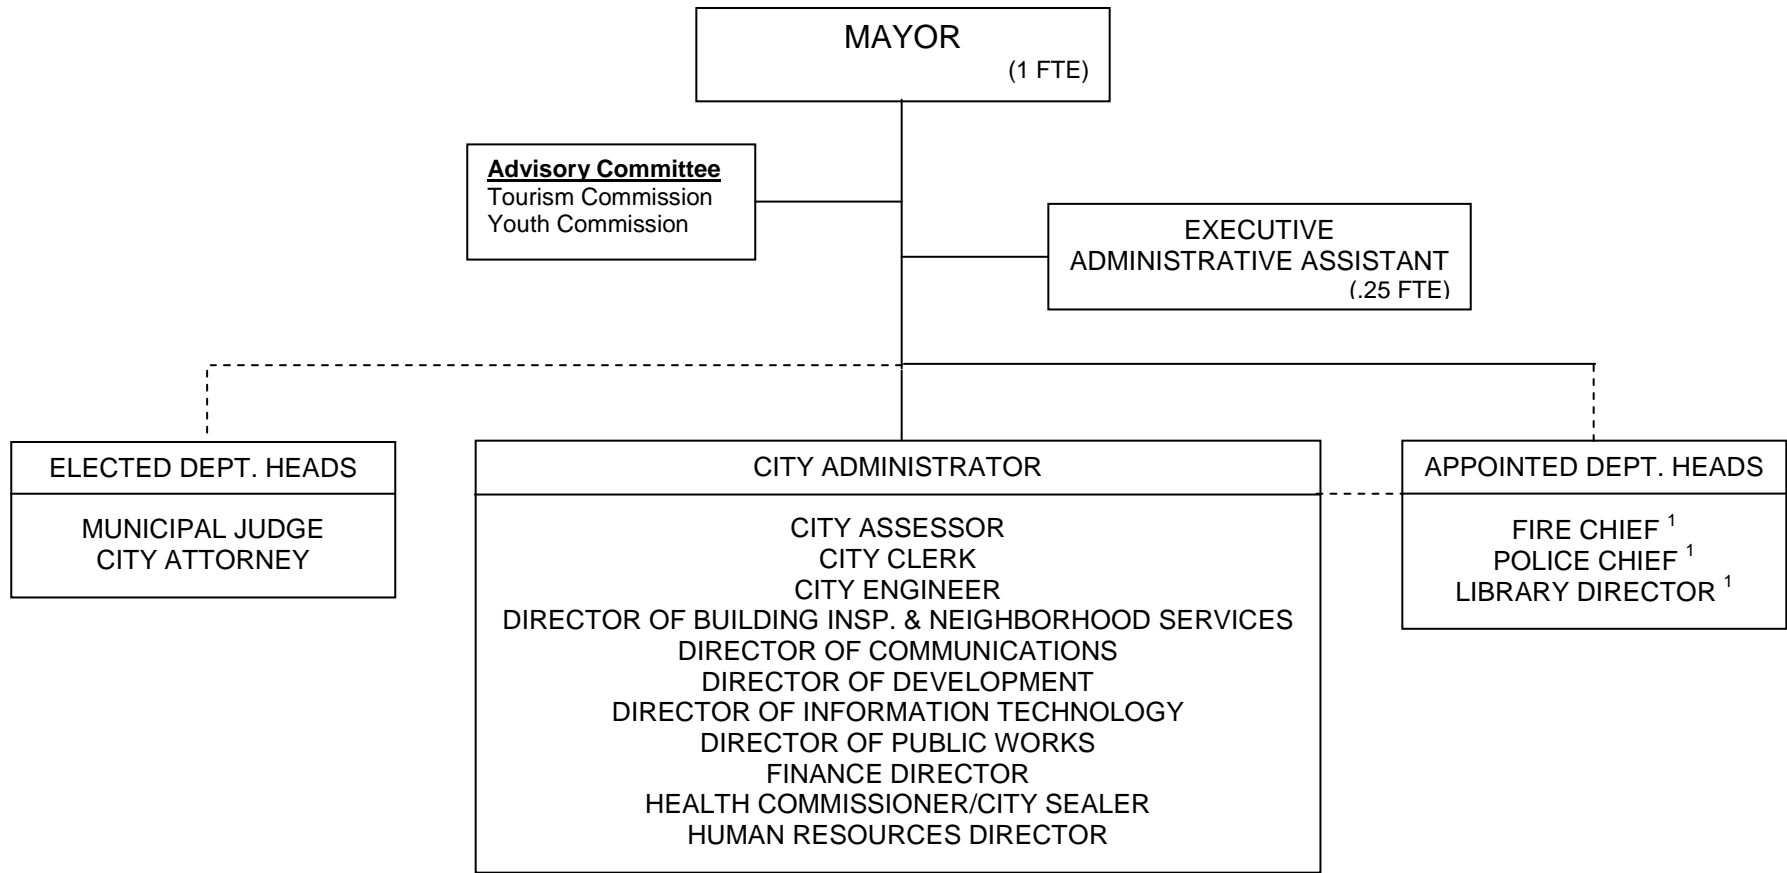 MAYOR
(1 FTE)
Advisory Committee
Tourism Commission
Youth Commission
EXECUTIVE
ADMINISTRATIVE ASSISTANT
(.25 FTE)
ELECTED DEPT. HEADS
MUNICIPAL JUDGE
CITY ATTORNEY
CITY ADMINISTRATOR
CITY ASSESSOR
CITY CLERK
CITY ENGINEER
DIRECTOR OF BUILDING INSP. & NEIGHBORHOOD SERVICES
DIRECTOR OF COMMUNICATIONS
DIRECTOR OF DEVELOPMENT
DIRECTOR OF INFORMATION TECHNOLOGY
DIRECTOR OF PUBLIC WORKS
FINANCE DIRECTOR
HEALTH COMMISSIONER/CITY SEALER
HUMAN RESOURCES DIRECTOR
APPOINTED DEPT. HEADS
FIRE CHIEF ¹
POLICE CHIEF ¹
LIBRARY DIRECTOR ¹